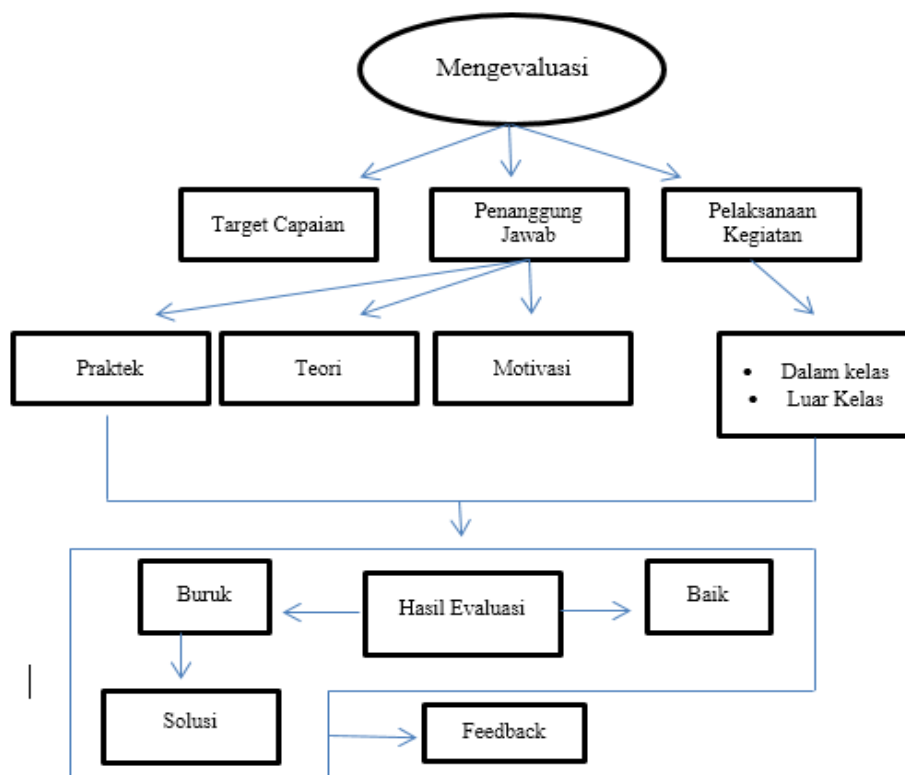 Mengevaluasi
Target Capaian
Penanggung
Jawab
Pelaksanaan
Kegiatan
Praktek
Teori
Motivasi
• Dalam kelas
• Luar Kelas
Buruk
Hasil Evaluasi
Baik
Solusi
Feedback